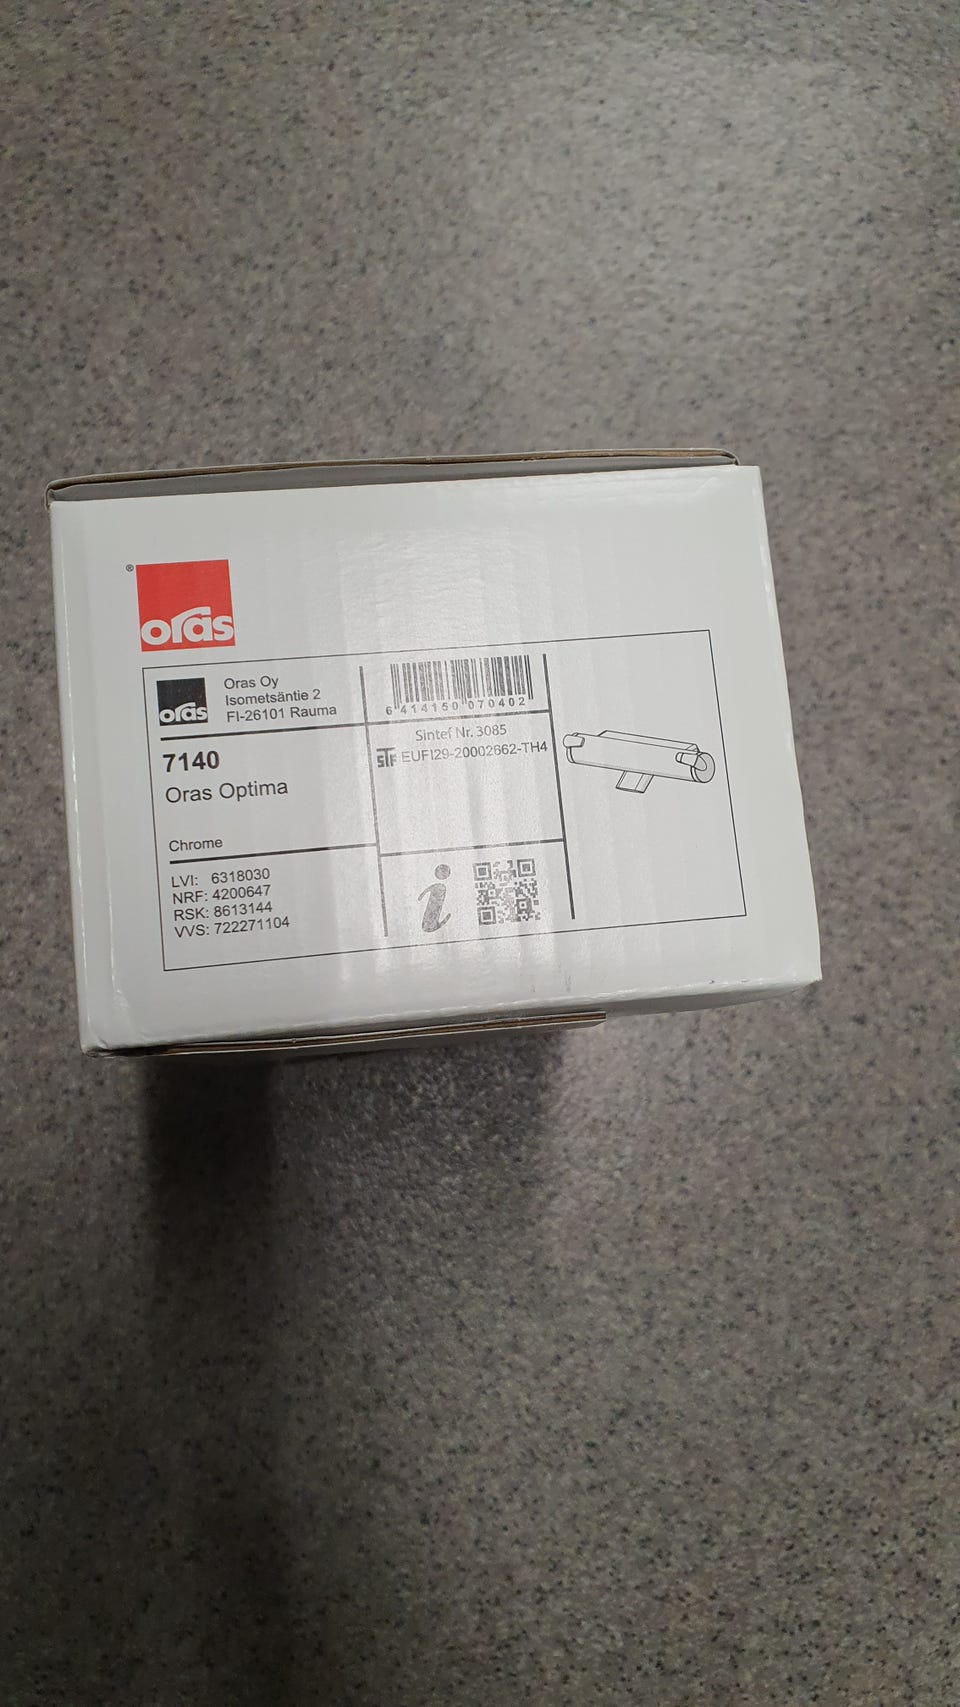 ® oras
oras
Oras Oy
Isometsäntie 2
FI-26101 Rauma
7140
Oras Optima
Chrome
LVI: 6318030
NRF: 4200647
RSK: 8613144
VVS: 722271104
6 414150 070402
Sintef Nr. 3085
STF EUFI29-20002662-TH4
i